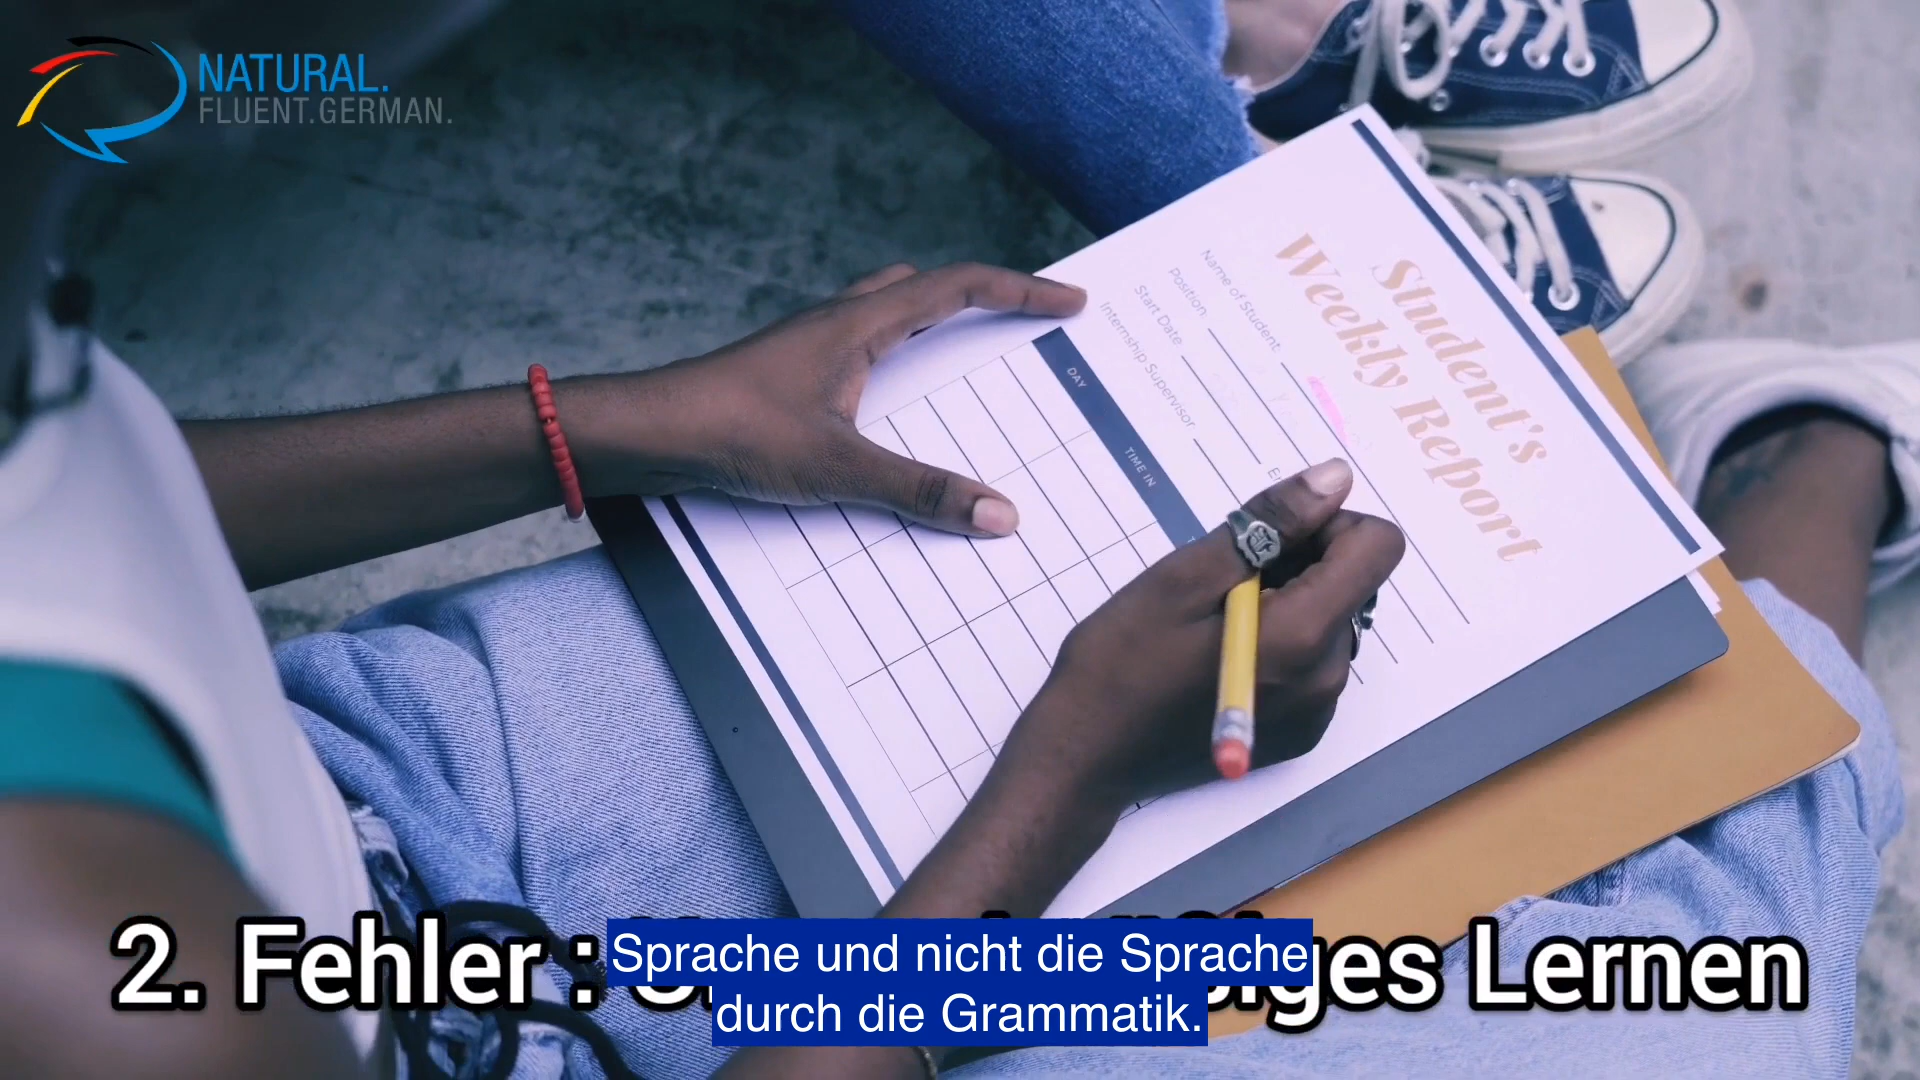 NATURAL.
FLUENT.GERMAN.
Student's
Weekly Report
Name of Student
Position
Start Date
Internship Supervisor
DAY
TIME IN
2. Fehler : Lernen
Sprache und nicht die Sprache
durch die Grammatik.